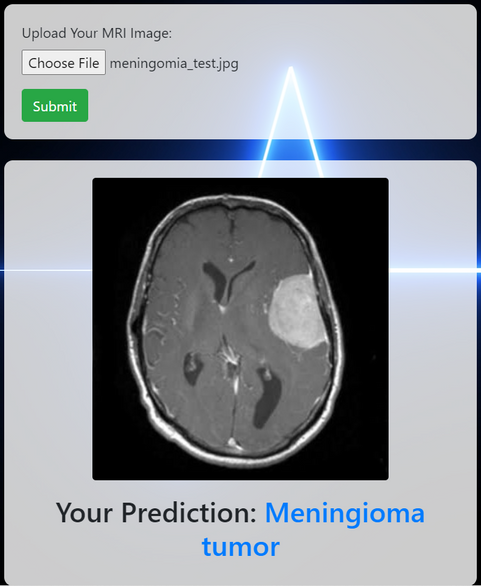 Upload Your MRI Image:
Choose File meningomia_test.jpg
Submit
Your Prediction: Meningioma
tumor